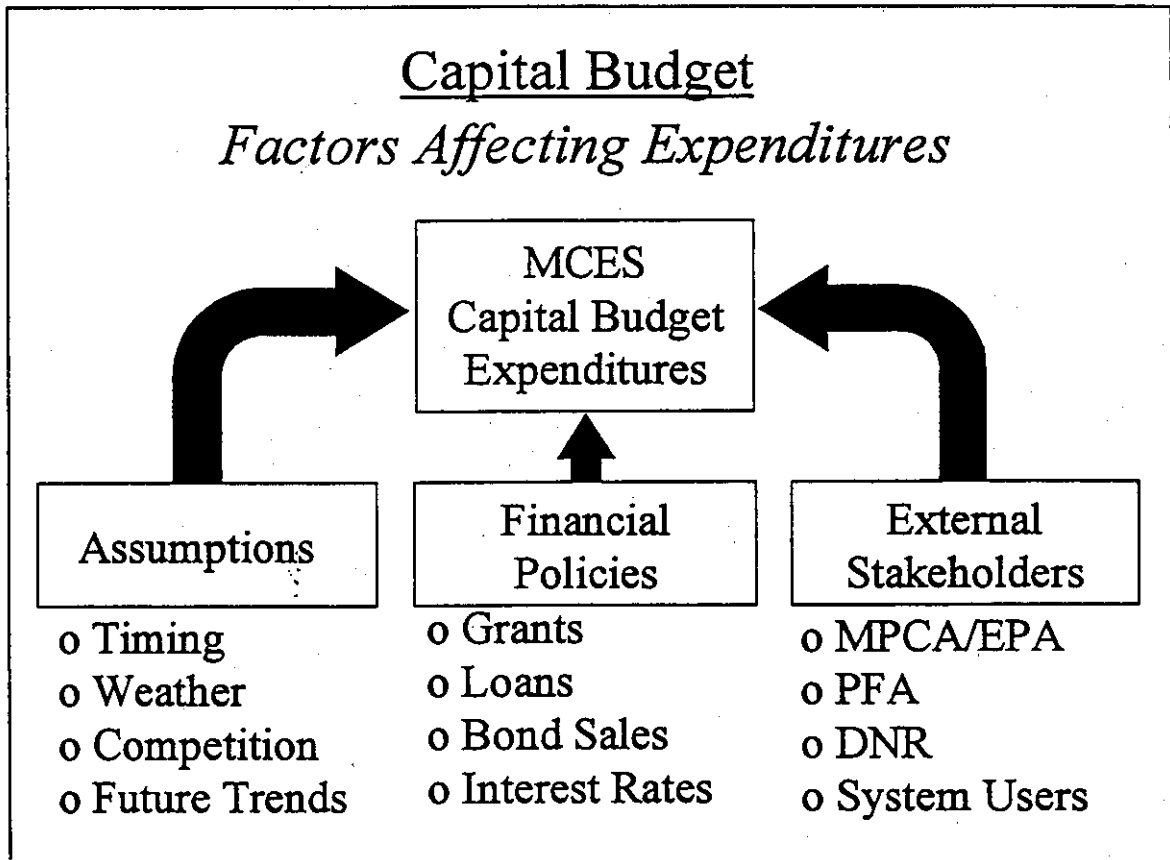 Capital Budget
Factors Affecting Expenditures
MCES
Capital Budget
Expenditures
Assumptions
o Timing
o Weather
o Competition
o Future Trends
Financial
Policies
o Grants
o Loans
o Bond Sales
o Interest Rates
External
Stakeholders
o MPCA/EPA
o PFA
o DNR
o System Users